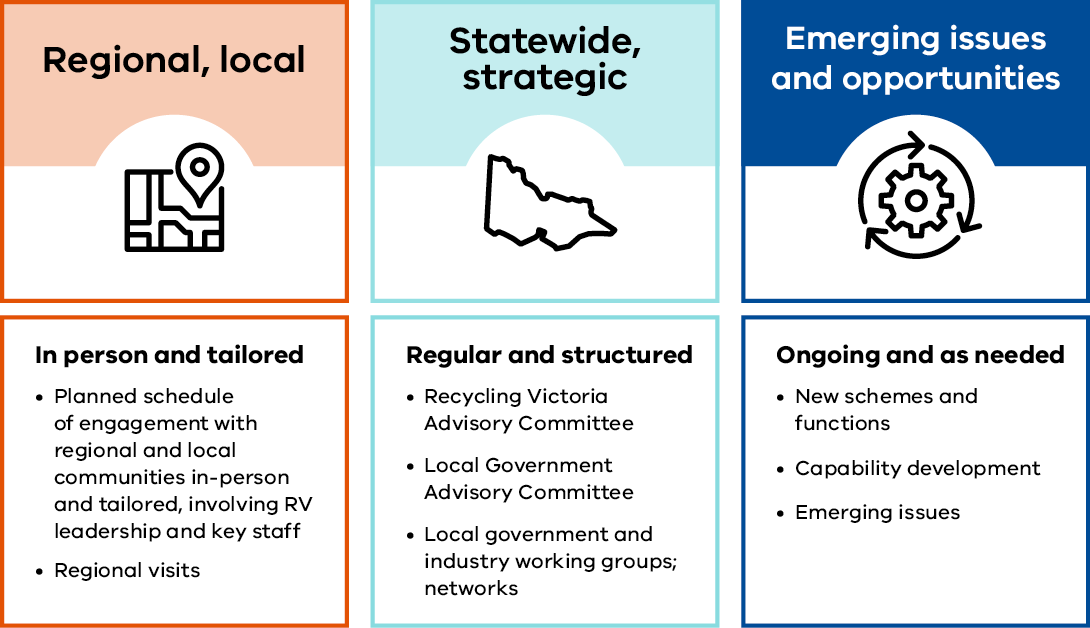 Regional, local
In person and tailored
• Planned schedule
of engagement with
regional and local
communities in-person
and tailored, involving RV
leadership and key staff
• Regional visits
Statewide,
strategic
Regular and structured
• Recycling Victoria
Advisory Committee
• Local Government
Advisory Committee
• Local government and
industry working groups;
networks
Emerging issues
and opportunities
Ongoing and as needed
• New schemes and
functions
• Capability development
• Emerging issues